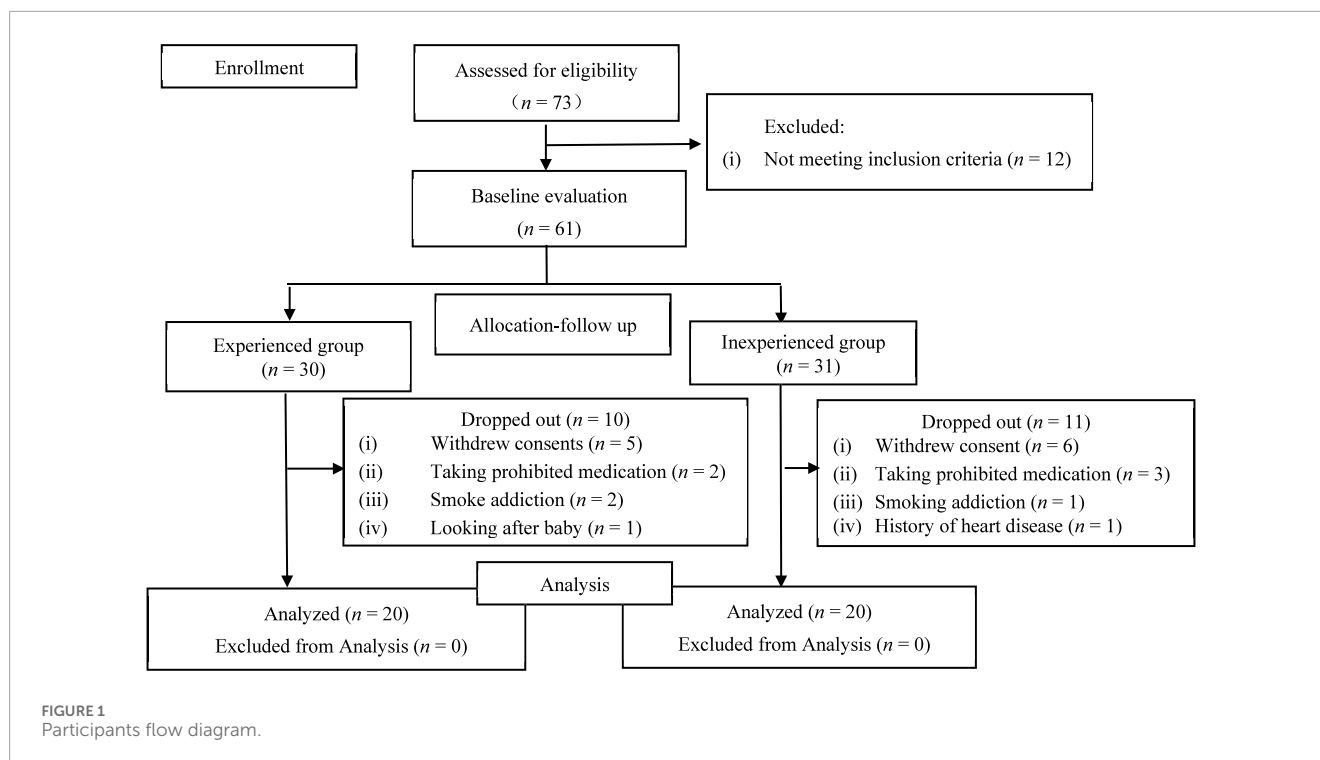 Enrollment
Assessed for eligibility
（n = 73）
Excluded:
(i) Not meeting inclusion criteria (n = 12)
Baseline evaluation
(n = 61)
Allocation-follow up
Experienced group
(n = 30)
Inexperienced group
(n = 31)
Dropped out (n = 10)
(i) Withdrew consents (n = 5)
(ii) Taking prohibited medication (n = 2)
(iii) Smoke addiction (n = 2)
(iv) Looking after baby (n = 1)
Dropped out (n = 11)
(i) Withdrew consent (n = 6)
(ii) Taking prohibited medication (n = 3)
(iii) Smoking addiction (n = 1)
(iv) History of heart disease (n = 1)
Analysis
Analyzed (n = 20)
Excluded from Analysis (n = 0)
Analyzed (n = 20)
Excluded from Analysis (n = 0)
FIGURE 1
Participants flow diagram.